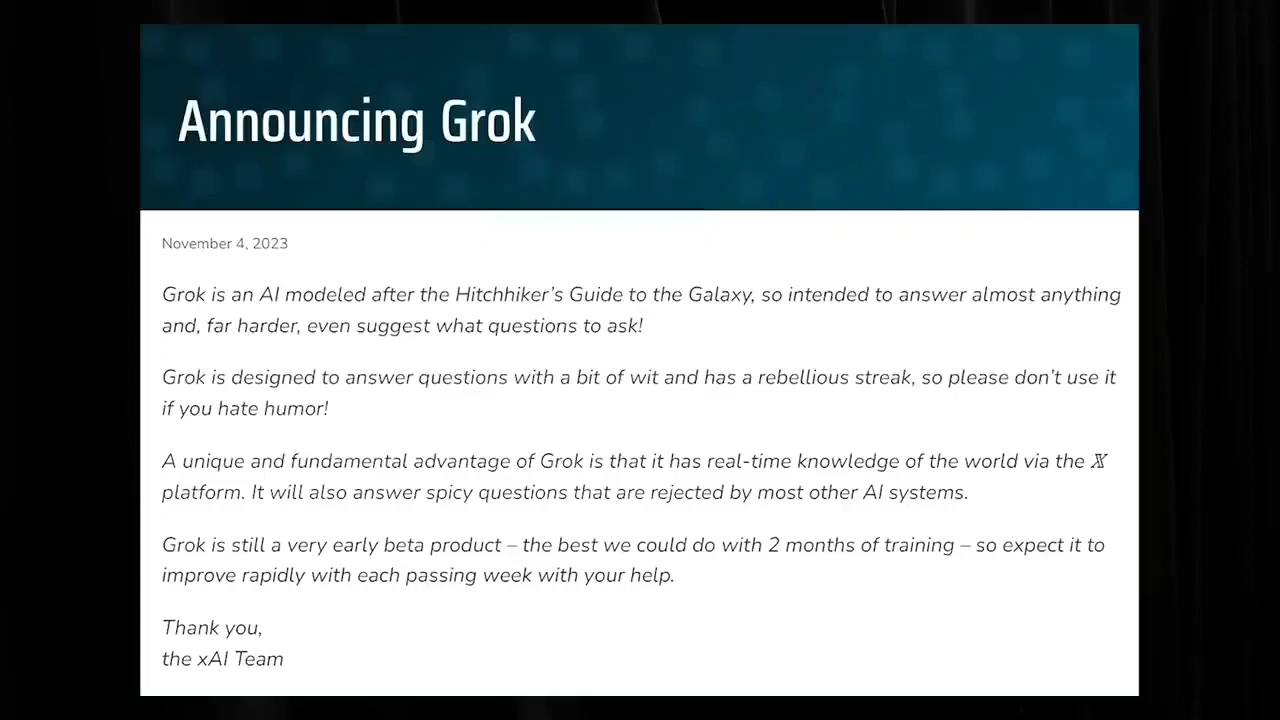 Announcing Grok
November 4, 2023
Grok is an AI modeled after the Hitchhiker’s Guide to the Galaxy, so intended to answer almost anything
and, far harder, even suggest what questions to ask!
Grok is designed to answer questions with a bit of wit and has a rebellious streak, so please don’t use it
if you hate humor!
A unique and fundamental advantage of Grok is that it has real-time knowledge of the world via the 𝕏
platform. It will also answer spicy questions that are rejected by most other AI systems.
Grok is still a very early beta product – the best we could do with 2 months of training – so expect it to
improve rapidly with each passing week with your help.
Thank you,
the xAI Team